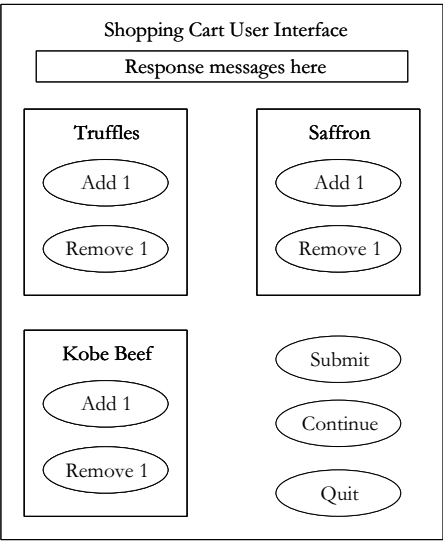 Shopping Cart User Interface
Response messages here
Truffles
Add 1
Remove 1
Saffron
Add 1
Remove 1
Kobe Beef
Add 1
Remove 1
Submit
Continue
Quit